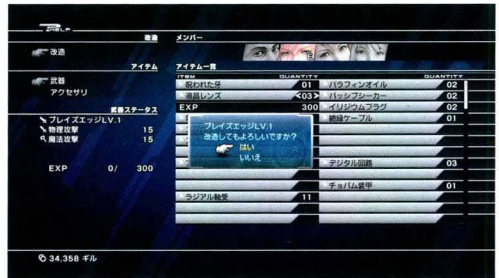 HELP
改造 メンバー
改造
アイテム アイテム一覧
ITEM QUANTITY QUANTITY
武器
アクセサリ
呪われた牙 01 パラフィンオイル 02
液晶レンズ <03> パッシブシーカー 02
EXP 300 イリジウムプラグ 02
絶縁ケーブル 01
武器ステータス
ブレイズエッジLV.1
物理攻撃 15
魔法攻撃 15
EXP 0/ 300
ブレイズエッジLV.1
改造してもよろしいですか?
はい
いいえ
デジタル回路 03
チョバム装甲 01
ラジアル軸受 11
34,358 ギル